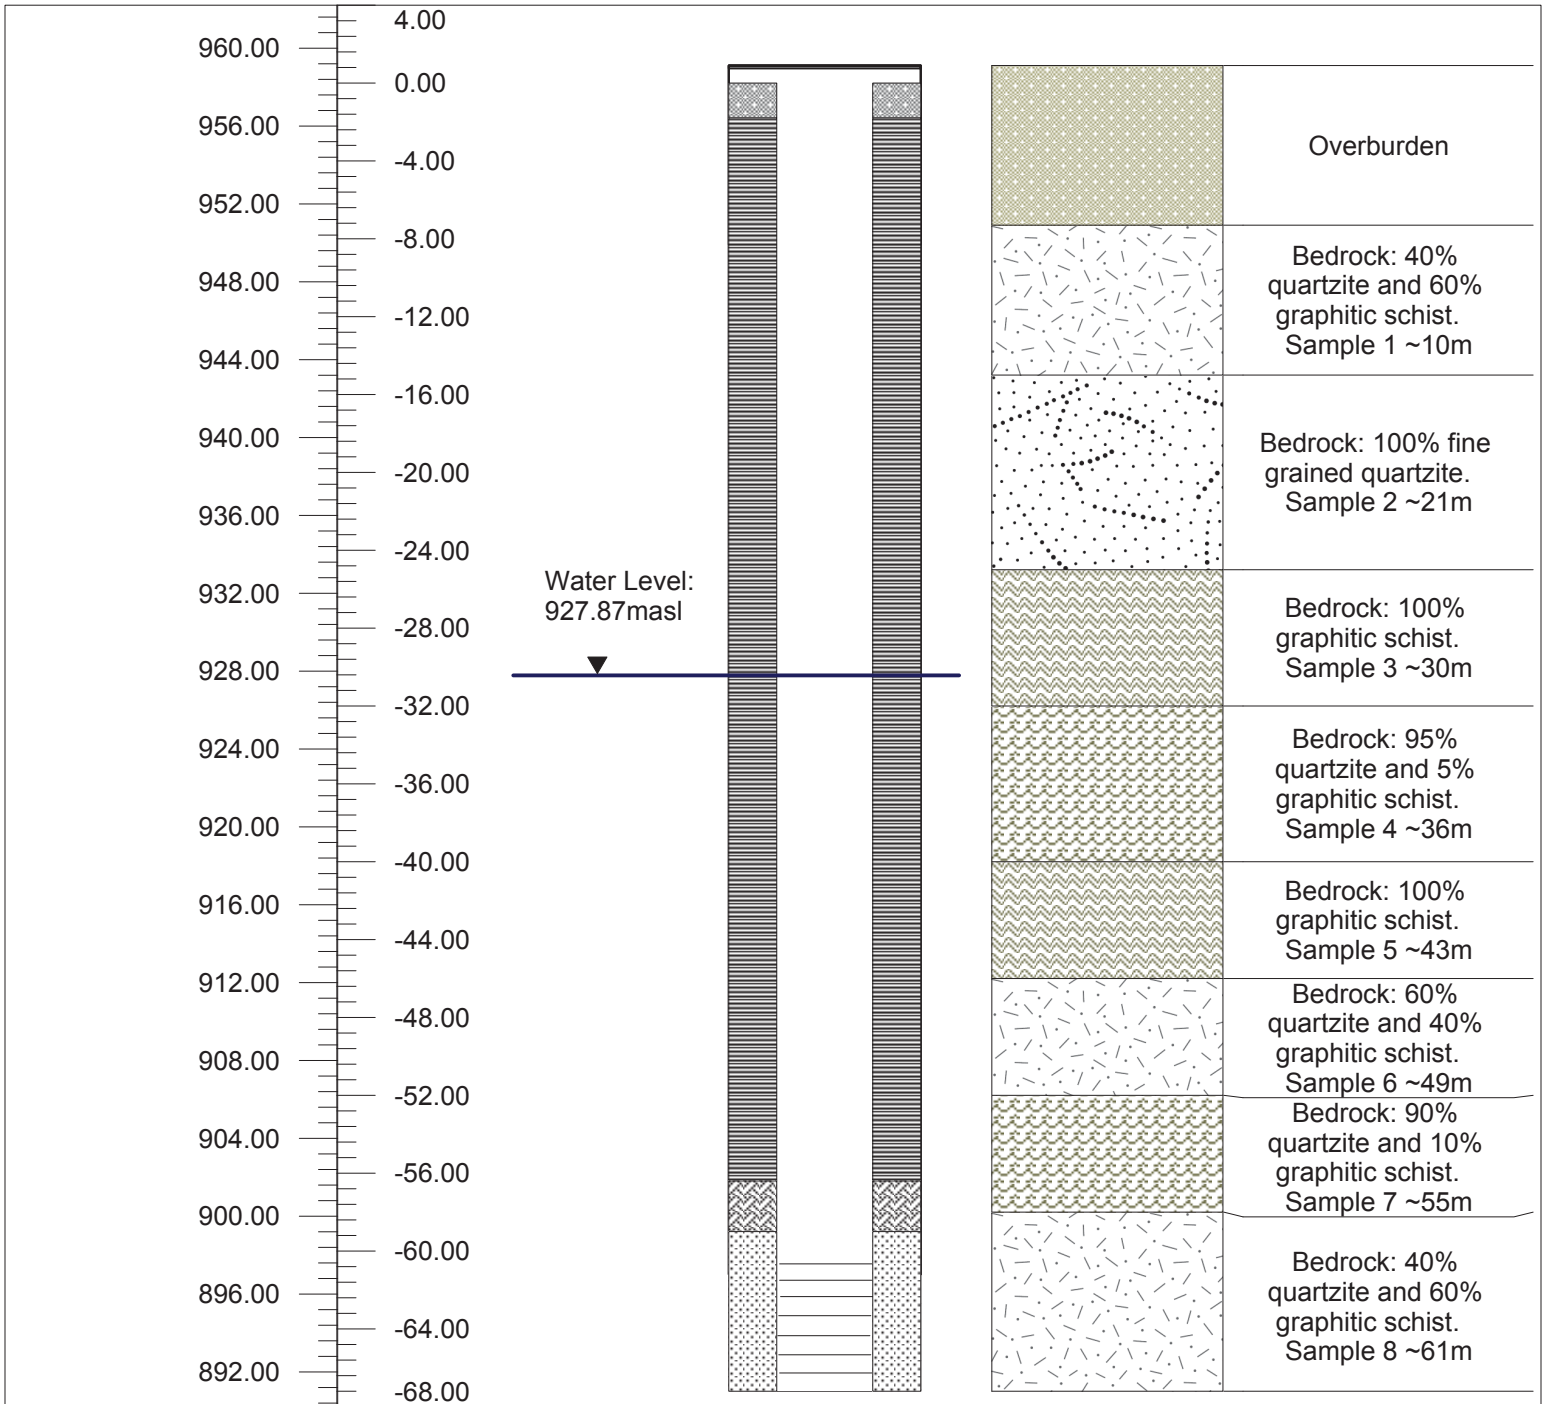 960.00
956.00
952.00
948.00
944.00
940.00
936.00
932.00
928.00
924.00
920.00
916.00
912.00
908.00
904.00
900.00
896.00
892.00
4.00
0.00
-4.00
-8.00
-12.00
-16.00
-20.00
-24.00
-28.00
-32.00
-36.00
-40.00
-44.00
-48.00
-52.00
-56.00
-60.00
-64.00
-68.00
Water Level:
927.87masl
Overburden
Bedrock: 40%
quartzite and 60%
graphitic schist.
Sample 1 ~10m
Bedrock: 100% fine
grained quartzite.
Sample 2 ~21m
Bedrock: 100%
graphitic schist.
Sample 3 ~30m
Bedrock: 95%
quartzite and 5%
graphitic schist.
Sample 4 ~36m
Bedrock: 100%
graphitic schist.
Sample 5 ~43m
Bedrock: 60%
quartzite and 40%
graphitic schist.
Sample 6 ~49m
Bedrock: 90%
quartzite and 10%
graphitic schist.
Sample 7 ~55m
Bedrock: 40%
quartzite and 60%
graphitic schist.
Sample 8 ~61m